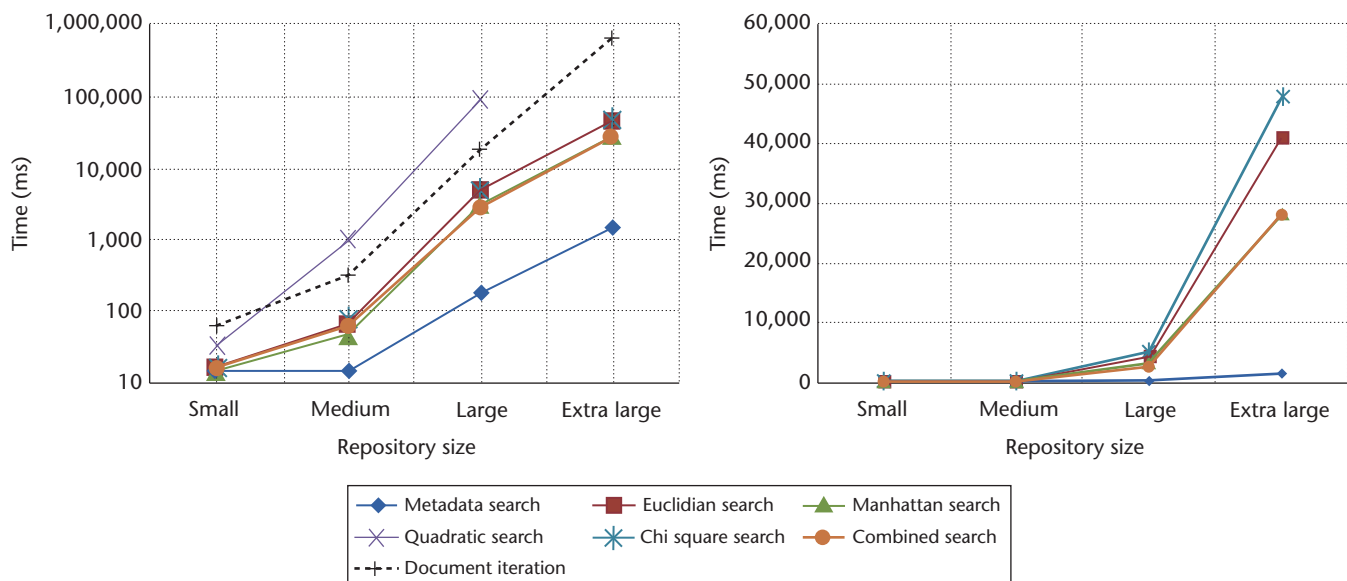 1,000,000
100,000
10,000
1,000
100
10
Time (ms)
Small Medium Large Extra large
Repository size
60,000
50,000
40,000
30,000
20,000
10,000
0
Time (ms)
Small Medium Large Extra large
Repository size
Metadata search Euclidian search Manhattan search
Quadratic search Chi square search Combined search
Document iteration